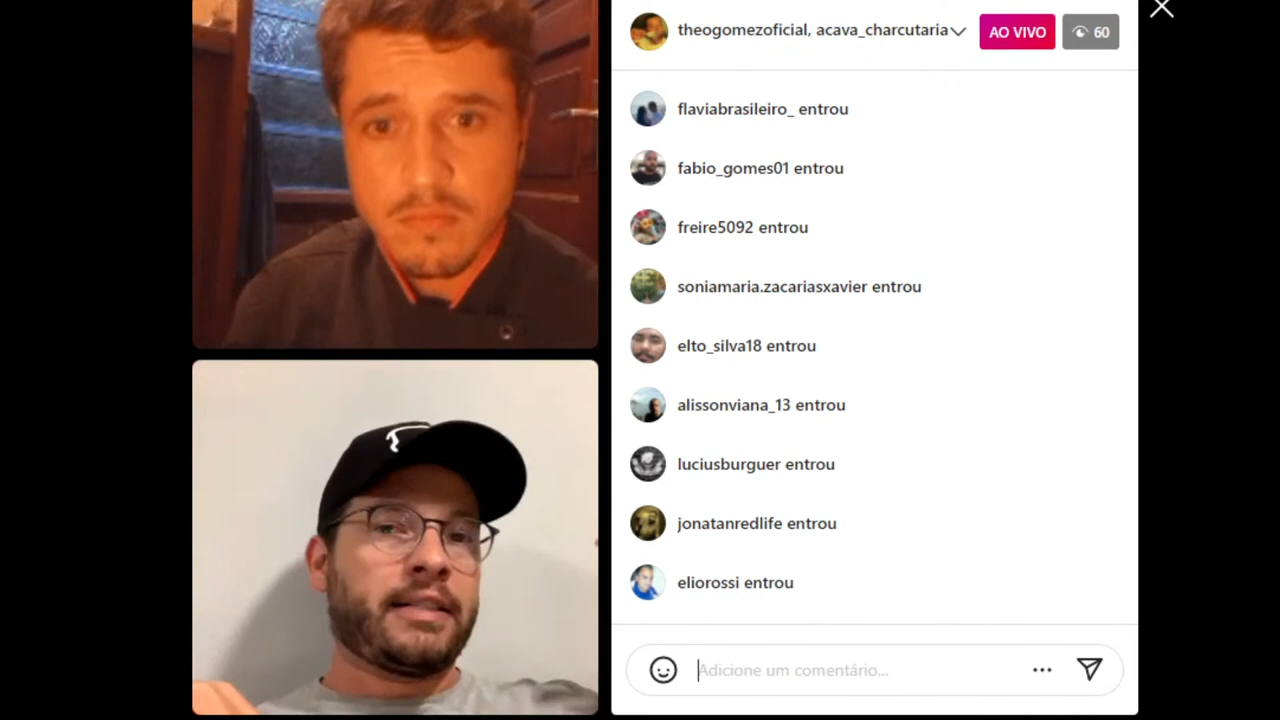 theogomezoficial, acava_charcutaria
AO VIVO
60
flaviabrasileiro_ entrou
fabio_gomes01 entrou
freire5092 entrou
soniamaria.zacariasxavier entrou
elto_silva18 entrou
alissonviana_13 entrou
luciusburguer entrou
jonatanredlife entrou
eliorossi entrou
Adicione um comentário...